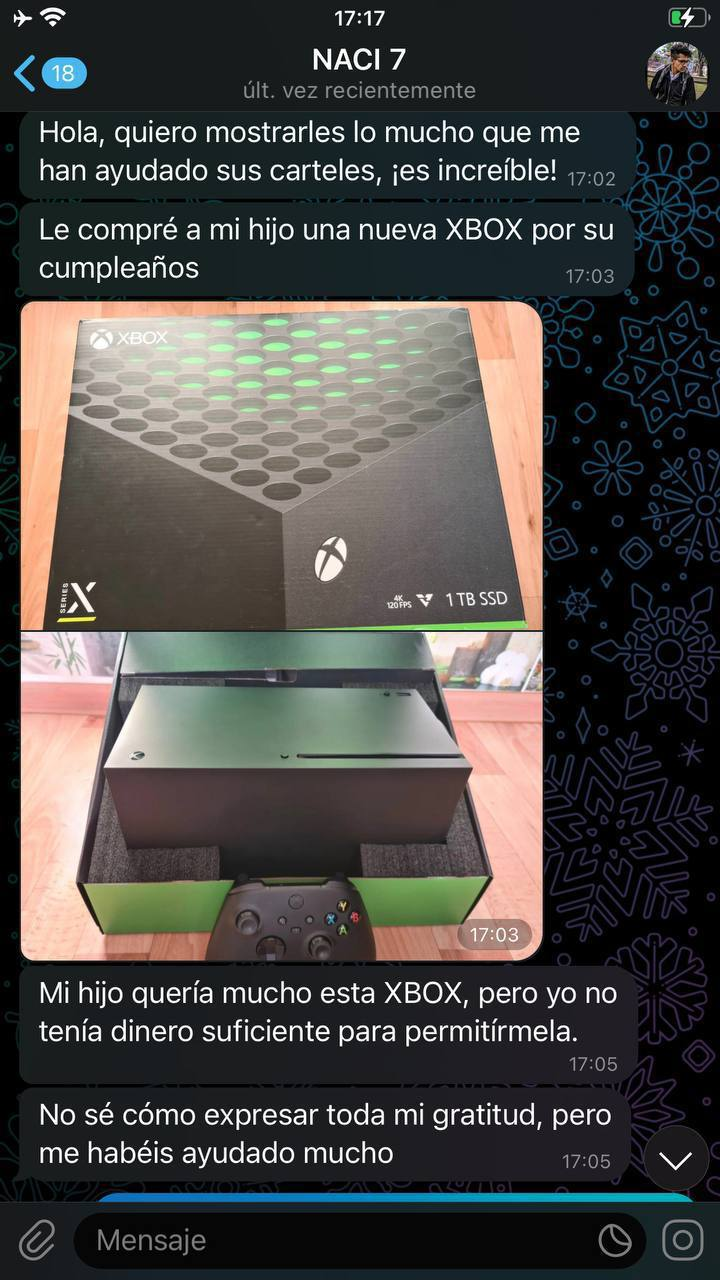 17:17
18
NACI 7
últ. vez recientemente
Hola, quiero mostrarles lo mucho que me
han ayudado sus carteles, ¡es increíble! 17:02
Le compré a mi hijo una nueva XBOX por su
cumpleaños 17:03
XBOX
SERIES X
4K
120 FPS
1 TB SSD
Y
X B
A
17:03
Mi hijo quería mucho esta XBOX, pero yo no
tenía dinero suficiente para permitírmela.
17:05
No sé cómo expresar toda mi gratitud, pero
me habéis ayudado mucho 17:05
Mensaje